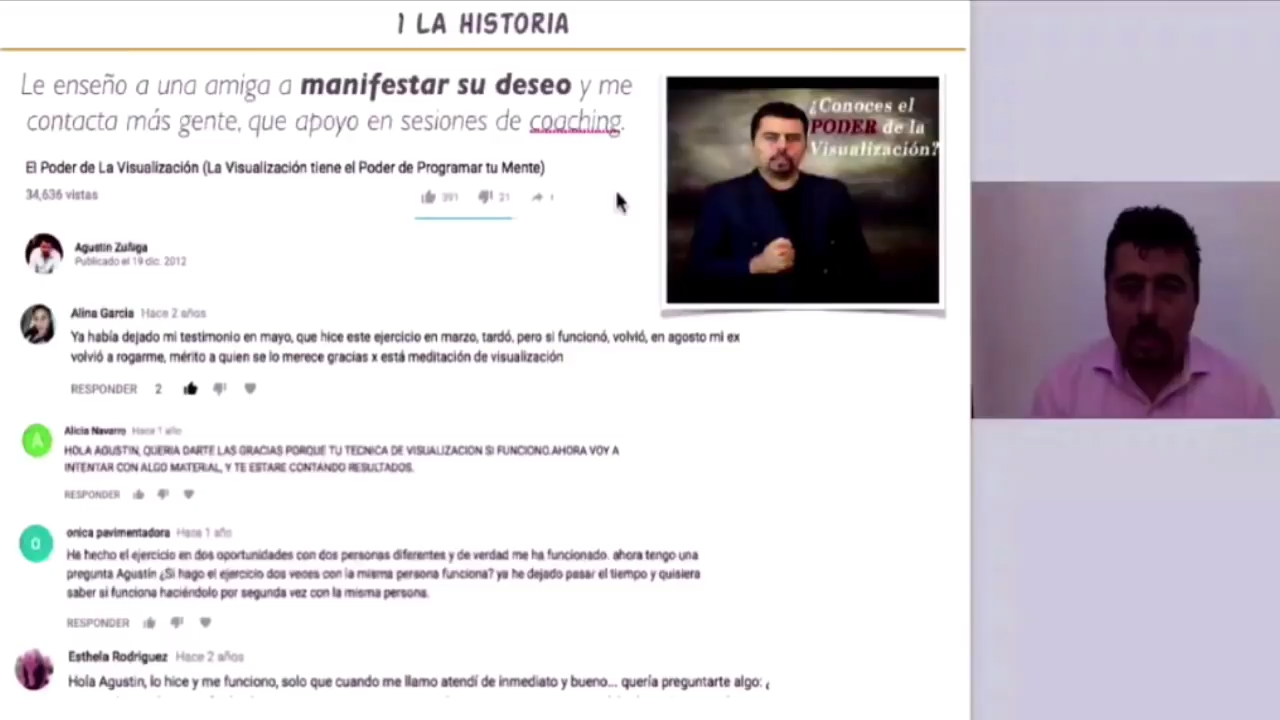 1 LA HISTORIA
Le enseño a una amiga a manifestar su deseo y me
contacta más gente, que apoyo en sesiones de coaching.
¿Conoces el
PODER de la
Visualización?
El Poder de La Visualización (La Visualización tiene el Poder de Programar tu Mente)
34,636 vistas
391 21 1
Agustin Zuñiga
Publicado el 19 dic. 2012
Alina Garcia Hace 2 años
Ya había dejado mi testimonio en mayo, que hice este ejercicio en marzo, tardó, pero si funcionó, volvió, en agosto mi ex
volvió a rogarme, mérito a quien se lo merece gracias x está meditación de visualización
RESPONDER 2
A
Alicia Navarro Hace 1 año
HOLA AGUSTIN, QUERIA DARTE LAS GRACIAS PORQUE TU TECNICA DE VISUALIZACION SI FUNCIONO.AHORA VOY A
INTENTAR CON ALGO MATERIAL, Y TE ESTARE CONTANDO RESULTADOS.
RESPONDER
O
onica pavimentadora Hace 1 año
He hecho el ejercicio en dos oportunidades con dos personas diferentes y de verdad me ha funcionado. ahora tengo una
pregunta Agustín ¿Si hago el ejercicio dos veces con la misma persona funciona? ya he dejado pasar el tiempo y quisiera
saber si funciona haciéndolo por segunda vez con la misma persona.
RESPONDER
Esthela Rodriguez Hace 2 años
Hola Agustin, lo hice y me funciono, solo que cuando me llamo atendí de inmediato y bueno... quería preguntarte algo: ¿